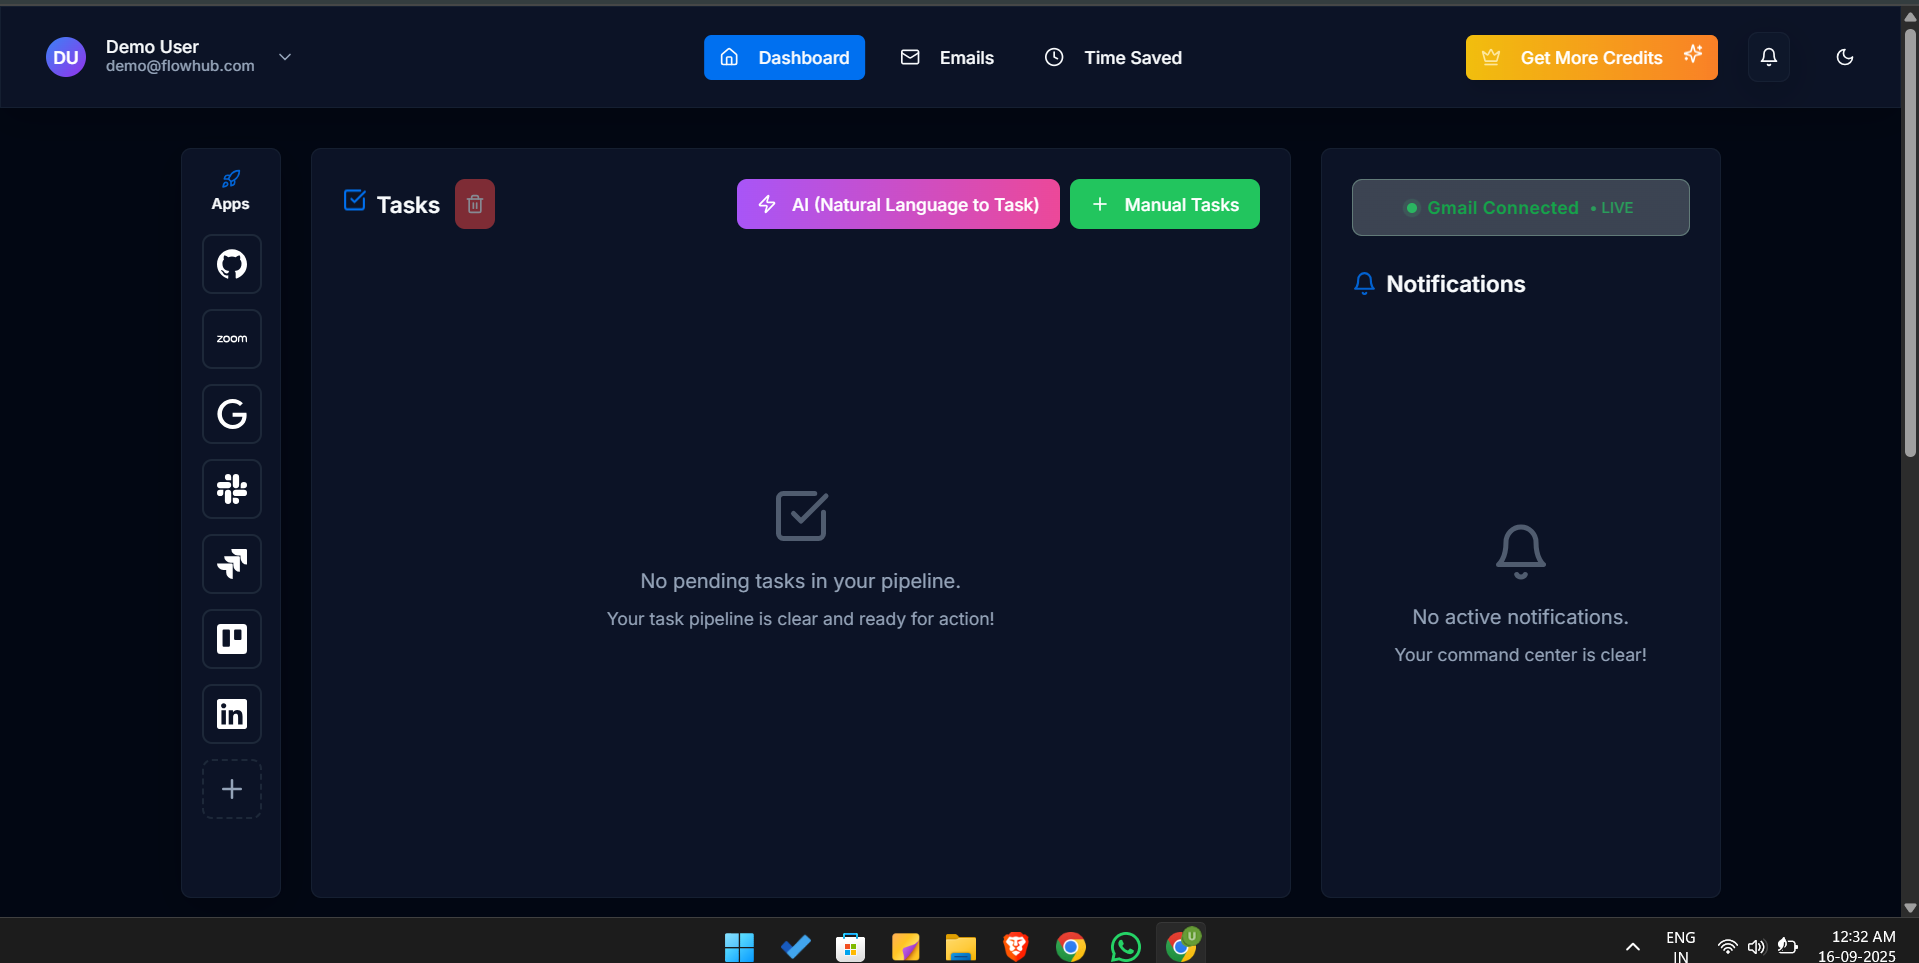 DU
Demo User
demo@flowhub.com
Dashboard
Emails
Time Saved
Get More Credits
Apps
zoom
in
Tasks
AI (Natural Language to Task)
Manual Tasks
No pending tasks in your pipeline.
Your task pipeline is clear and ready for action!
Gmail Connected • LIVE
Notifications
No active notifications.
Your command center is clear!
U
ENG
IN
12:32 AM
16-09-2025